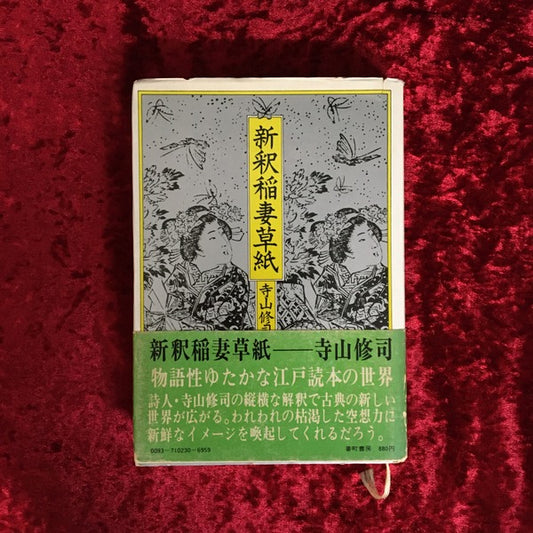 新釈稲妻草紙
寺山修司
新釈稲妻草紙──寺山修司
物語性ゆたかな江戸読本の世界
詩人・寺山修司の縦横な解釈で古典の新しい
世界が広がる。われわれの枯渇した空想力に
新鮮なイメージを喚起してくれるだろう。
0093-710230-6959
番町書房 880円